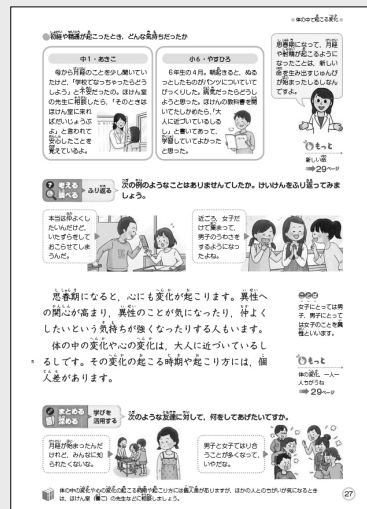 体の中で起こる変化
初経や精通が起こったとき、どんな気持ちだったか
中1・あきこ
母から月経のことを少し聞いてい
たけど,「学校でなっちゃったらどう
しよう」と不安だったの。ほけん室
の先生に相談したら,「そのときは
ほけん室に来れ
ばだいじょうぶ
よ」と言われて
安心したことを
覚えているよ。
小6・やすひろ
6年生の4月。朝起きると,ぬる
っとしたものがパンツについていて
びっくり。病気だったらどうし
ようと思った。ほけんの教科書を開
いてたしかめたら,「大
人に近づいているし
るし」と書いてあって,
学習していてよかった
と思った。
思春期になって,月経
や射精が起こるように
なったことは,新しい
命を生み出すじゅんび
が始まったしるしなん
ですよ。
もっと
新しい命
29ページ
考える
調べる
ふり返る
次の例のようなことはありませんでしたか。けいけんをふり返ってみま
しょう。
本当は仲よくし
たいんだけど,
いたずらをして
おこらせてしま
うんだ。
近ごろ,女子だ
けで集まって,
男子のうわさを
するようになっ
たよね。
思春期になると,心にも変化が起こります。異性へ
の関心が高まり,異性のことが気になったり,仲よく
したいという気持ちが強くなったりする人もいます。
体の中の変化や心の変化は,大人に近づいているし
るしです。その変化の起こる時期や起こり方には,個
人差があります。
5
女子にとっては男
子,男子にとって
は女子のことを異
性といいます。
もっと
体の変化,一人一
人ちがうね
29ページ
まとめる
深める
学びを
活用する
次のような友達に対して,何をしてあげたいですか。
月経が始まったんだ
けれど,みんなに知
られたくないな。
男子と女子ではり合
うことが多くなって,
いやだな。
体の中の変化や心の変化の起こる時期や起こり方には個人差がありますが,ほかの人とのちがいが気になるとき
は,ほけん室の先生などに相談しましょう。
27